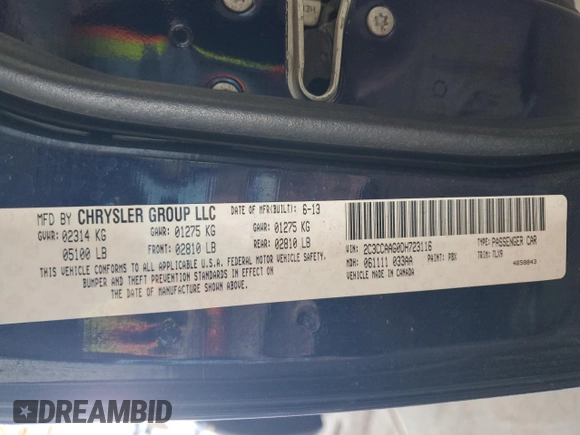 MFD BY CHRYSLER GROUP LLC DATE OF MFR(BUILT): 6-13
GVWR: 02314 KG GAWR: 01275 KG GAWR: 01275 KG
05100 LB FRONT: 02810 LB REAR: 02810 LB
THIS VEHICLE CONFORMS TO ALL APPLICABLE U.S.A. FEDERAL MOTOR VEHICLE SAFETY,
BUMPER AND THEFT PREVENTION STANDARDS IN EFFECT ON
THE DATE OF MANUFACTURE SHOWN ABOVE.
VIN: 2C3CCAAG0DH723116 TYPE: PASSENGER CAR
MDH: 061111 033AA PAINT: PBX TRIM: TLX9
VEHICLE MADE IN CANADA 4658043
DREAMBID